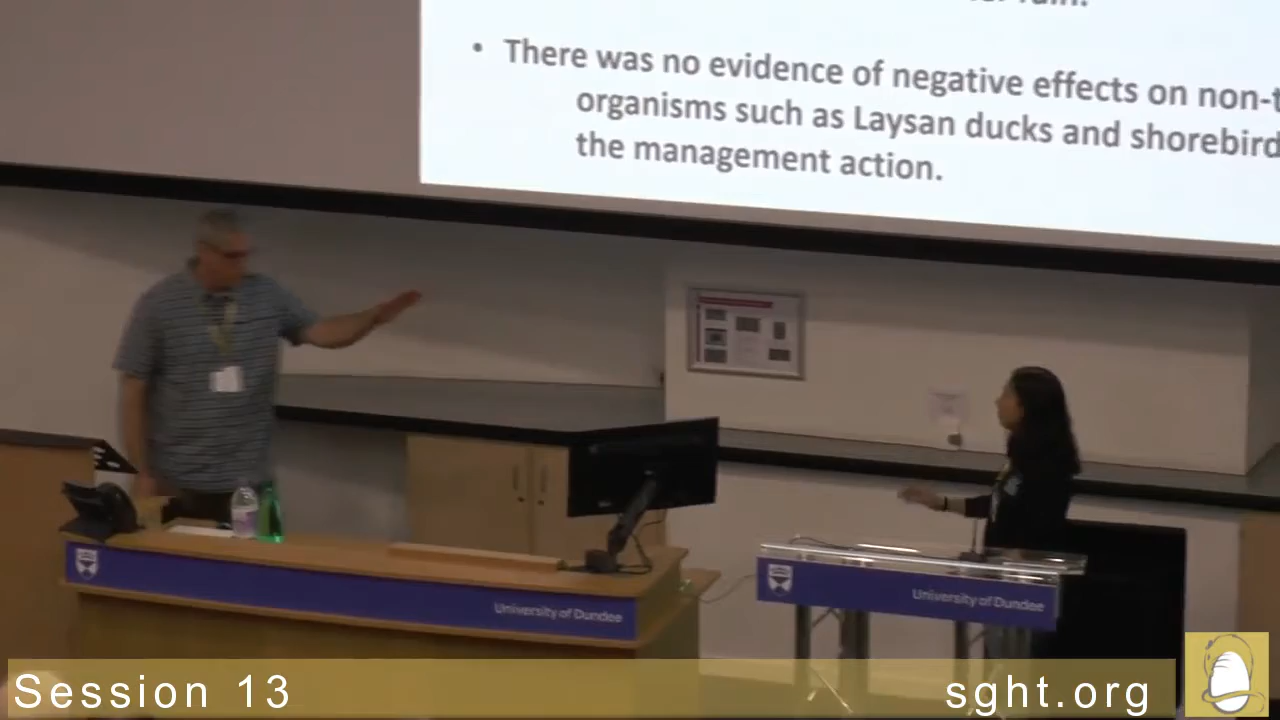 • There was no evidence of negative effects on non-t
organisms such as Laysan ducks and shorebird
the management action.
University of Dundee
University of Dundee
Session 13
sght.org